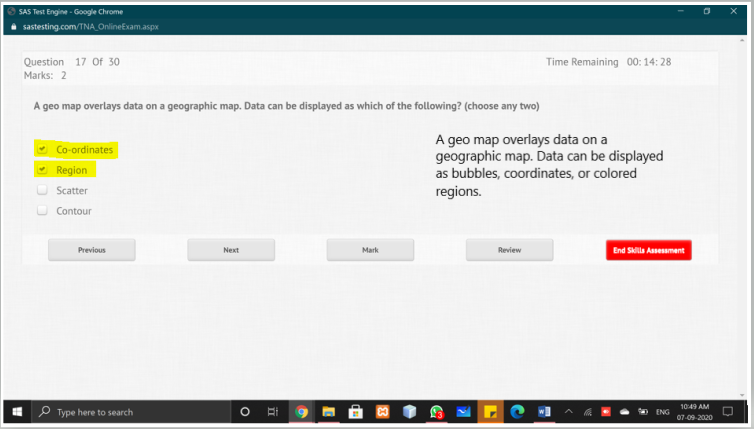 SAS Test Engine - Google Chrome
sastesting.com/TNA_OnlineExam.aspx
Question 17 Of 30
Time Remaining 00: 14: 28
Marks: 2
A geo map overlays data on a geographic map. Data can be displayed as which of the following? (choose any two)
Co-ordinates
Region
Scatter
Contour
A geo map overlays data on a
geographic map. Data can be displayed
as bubbles, coordinates, or colored
regions.
Previous
Next
Mark
Review
End Skills Assessment
Type here to search
3
ENG
10:49 AM
07-09-2020